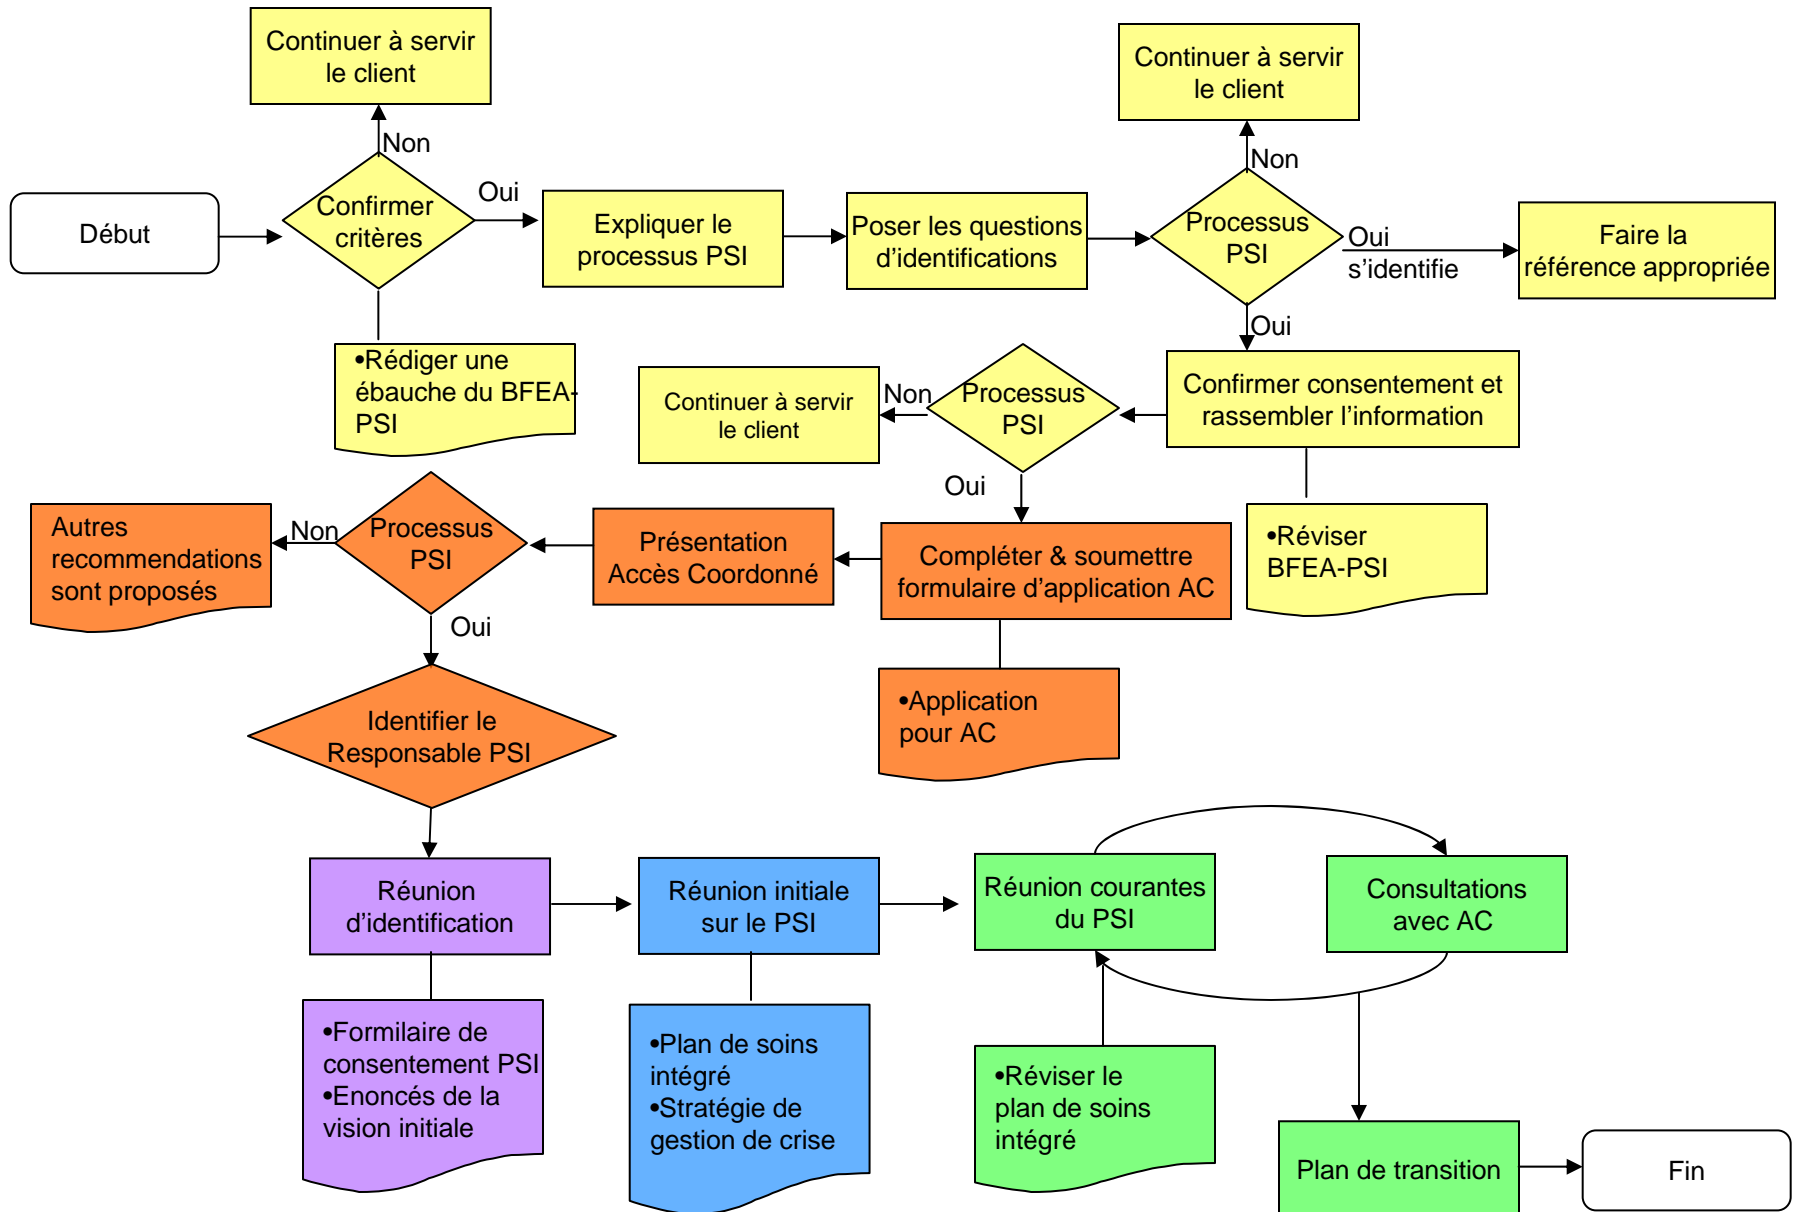 Continuer à servir
le client
Continuer à servir
le client
Non
Non
Début
Confirmer
critères
Oui
Expliquer le
processus PSI
Poser les questions
d'identifications
Processus
PSI
Oui
s'identifie
Faire la
référence appropriée
Oui
•Rédiger une
ébauche du BFEA-
PSI
Continuer à servir
le client
Non
Processus
PSI
Confirmer consentement et
rassembler l'information
Oui
Autres
recommendations
sont proposés
Non
Processus
PSI
Présentation
Accès Coordonné
Compléter & soumettre
formulaire d'application AC
•Réviser
BFEA-PSI
Oui
Identifier le
Responsable PSI
•Application
pour AC
Réunion
d'identification
Réunion initiale
sur le PSI
Réunion courantes
du PSI
Consultations
avec AC
•Formilaire de
consentement PSI
•Enoncés de la
vision initiale
•Plan de soins
intégré
•Stratégie de
gestion de crise
•Réviser le
plan de soins
intégré
Plan de transition
Fin